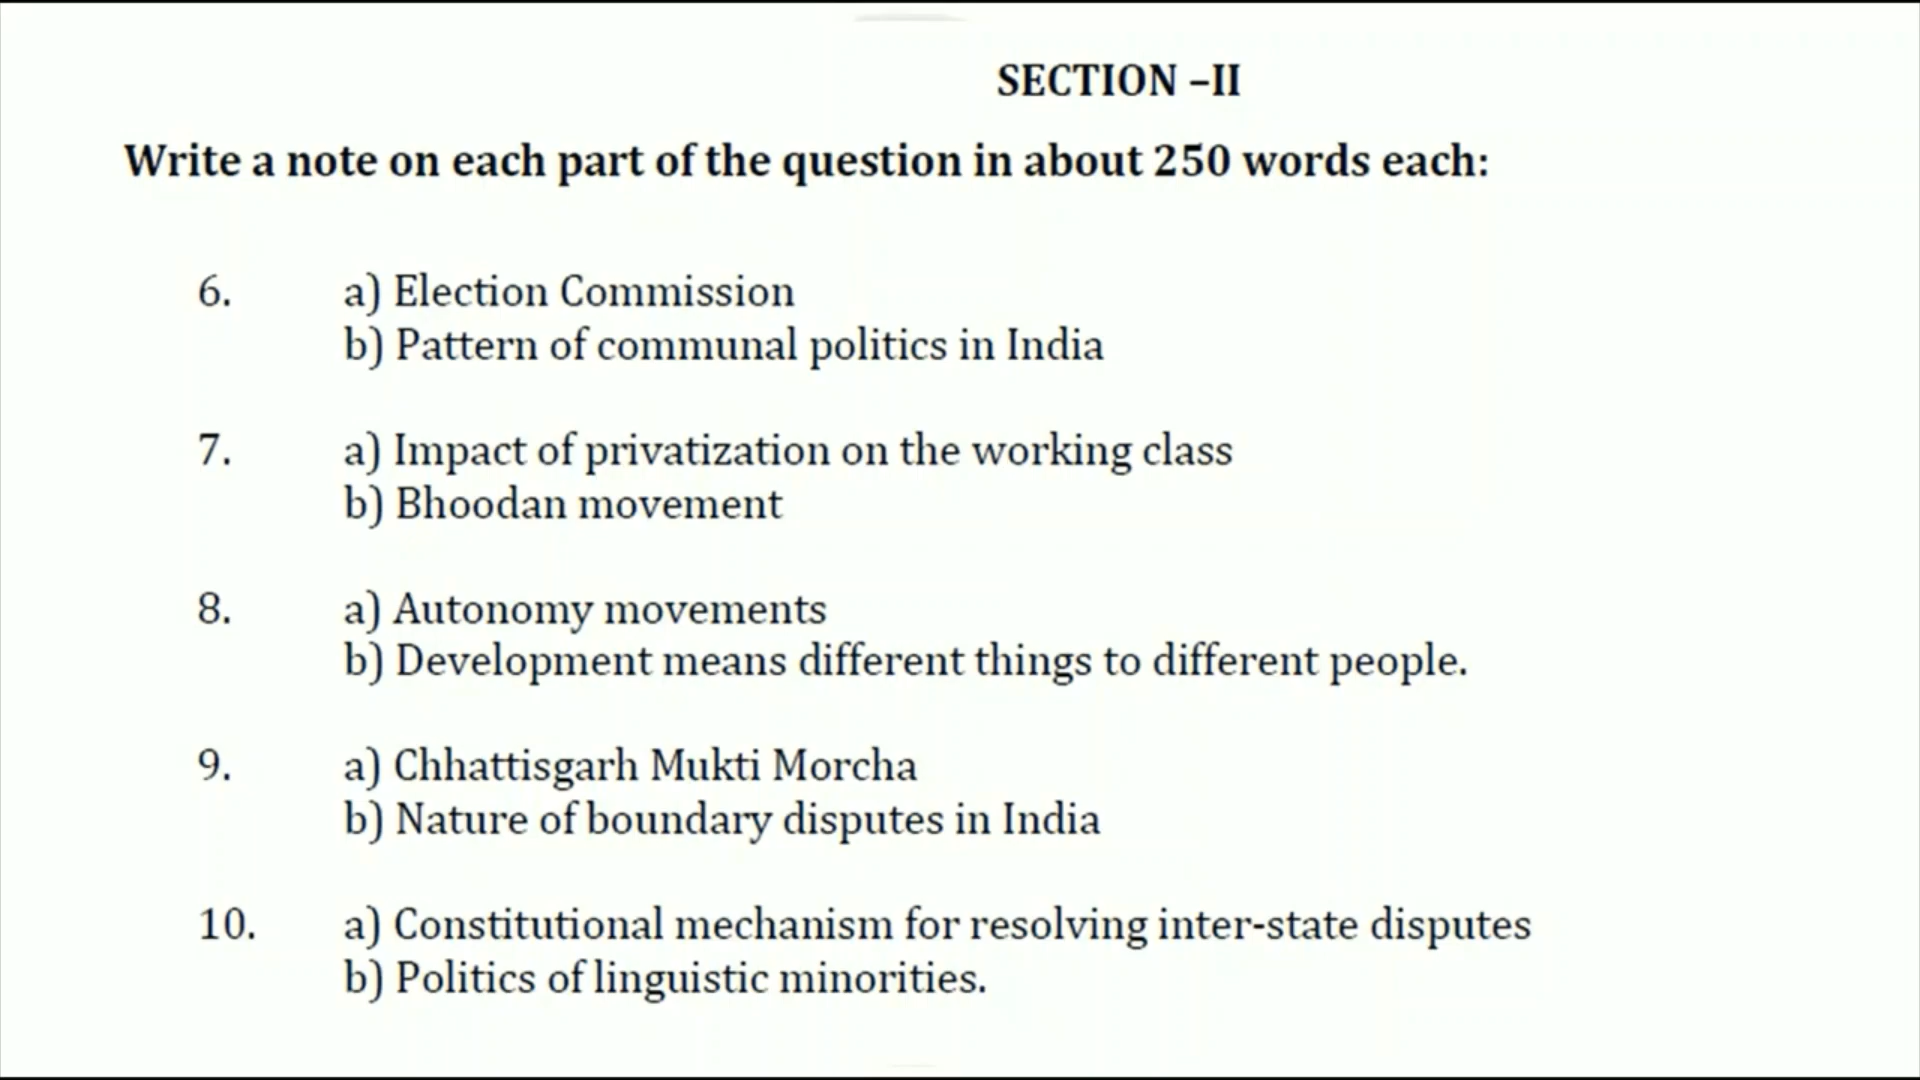 SECTION –II
Write a note on each part of the question in about 250 words each:
6. a) Election Commission
b) Pattern of communal politics in India
7. a) Impact of privatization on the working class
b) Bhoodan movement
8. a) Autonomy movements
b) Development means different things to different people.
9. a) Chhattisgarh Mukti Morcha
b) Nature of boundary disputes in India
10. a) Constitutional mechanism for resolving inter-state disputes
b) Politics of linguistic minorities.